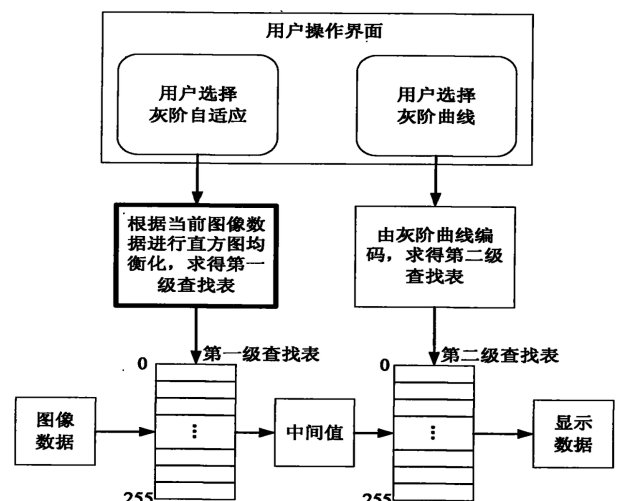 用户操作界面
用户选择
灰阶自适应
用户选择
灰阶曲线
根据当前图像数
据进行直方图均
衡化，求得第一
级查找表
由灰阶曲线编
码，求得第二级
查找表
0
第一级查找表
0
第二级查找表
图像
数据
⋮
中间值
⋮
显示
数据
255
255